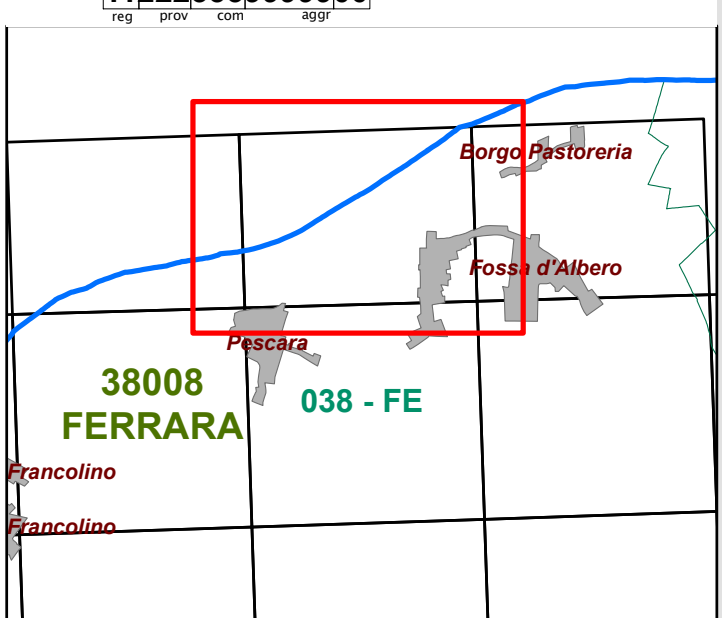 reg prov com aggr
Borgo Pastoreria
Fossa d'Albero
Pescara
38008
FERRARA
038 - FE
Francolino
Francolino